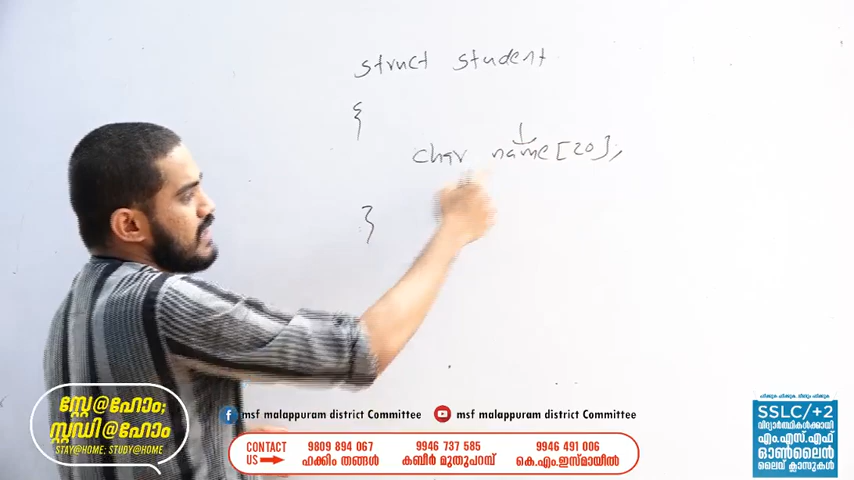 struct student
{
char name[20];
}
സ്റ്റേ@ഹോം;
സ്റ്റഡി@ഹോം
STAY@HOME: STUDY@HOME
msf malappuram district Committee
msf malappuram district Committee
CONTACT US
9809 894 067
ഹക്കീം തങ്ങൾ
9946 737 585
കബീർ മുതുപറമ്പ്
9946 491 006
കെ.എം.ഇസ്മായീൽ
SSLC/+2
വിദ്യാർത്ഥികൾക്കായി
എം.എസ്.എഫ്
ഓൺലൈൻ
ലൈവ് ക്ലാസുകൾ